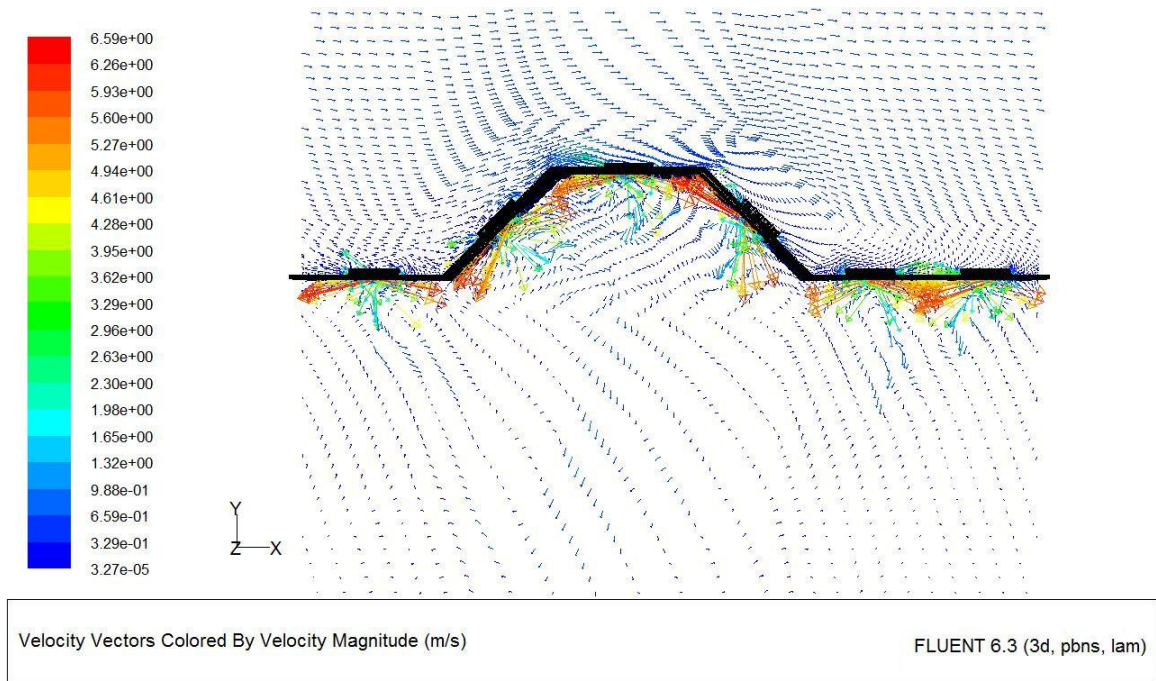 6.59e+00
6.26e+00
5.93e+00
5.60e+00
5.27e+00
4.94e+00
4.61e+00
4.28e+00
3.95e+00
3.62e+00
3.29e+00
2.96e+00
2.63e+00
2.30e+00
1.98e+00
1.65e+00
1.32e+00
9.88e-01
6.59e-01
3.29e-01
3.27e-05
Y
Z X
Velocity Vectors Colored By Velocity Magnitude (m/s)
FLUENT 6.3 (3d, pbns, lam)